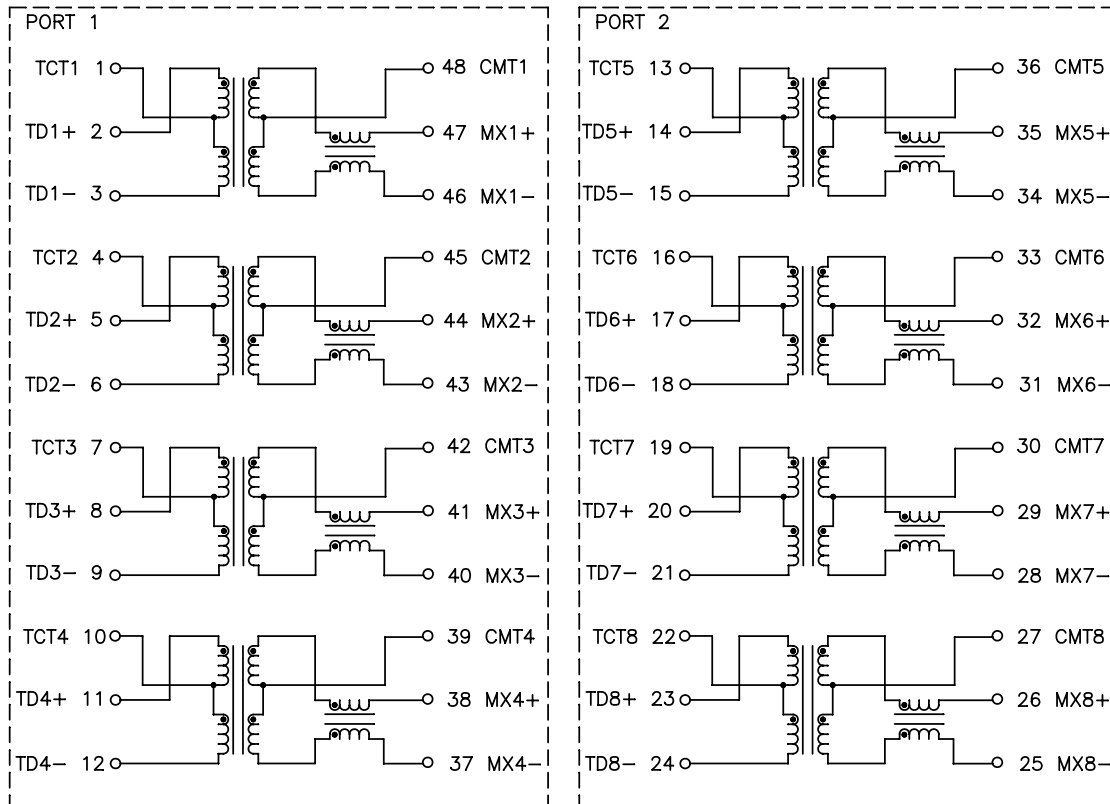 PORT 1
TCT1 1
48 CMT1
TD1+ 2
47 MX1+
TD1− 3
46 MX1−
TCT2 4
45 CMT2
TD2+ 5
44 MX2+
TD2− 6
43 MX2−
TCT3 7
42 CMT3
TD3+ 8
41 MX3+
TD3− 9
40 MX3−
TCT4 10
39 CMT4
TD4+ 11
38 MX4+
TD4− 12
37 MX4−
PORT 2
TCT5 13
36 CMT5
TD5+ 14
35 MX5+
TD5− 15
34 MX5−
TCT6 16
33 CMT6
TD6+ 17
32 MX6+
TD6− 18
31 MX6−
TCT7 19
30 CMT7
TD7+ 20
29 MX7+
TD7− 21
28 MX7−
TCT8 22
27 CMT8
TD8+ 23
26 MX8+
TD8− 24
25 MX8−